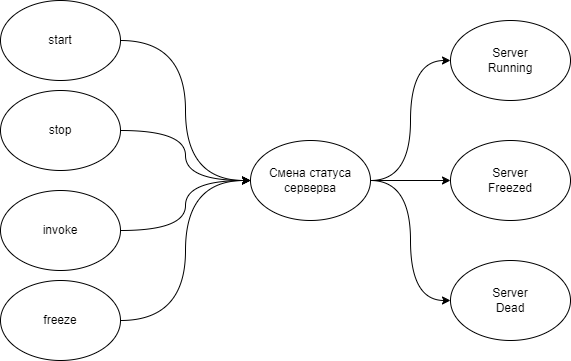 start
stop
invoke
freeze
Смена статуса
серверва
Server
Running
Server
Freezed
Server
Dead